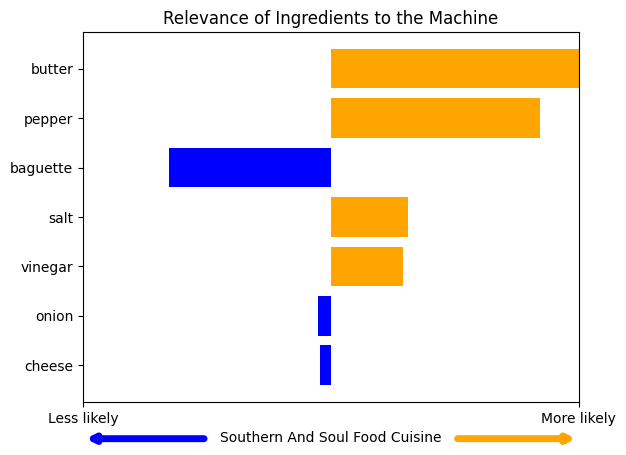 Relevance of Ingredients to the Machine
butter
pepper
baguette
salt
vinegar
onion
cheese
Less likely
More likely
Southern And Soul Food Cuisine